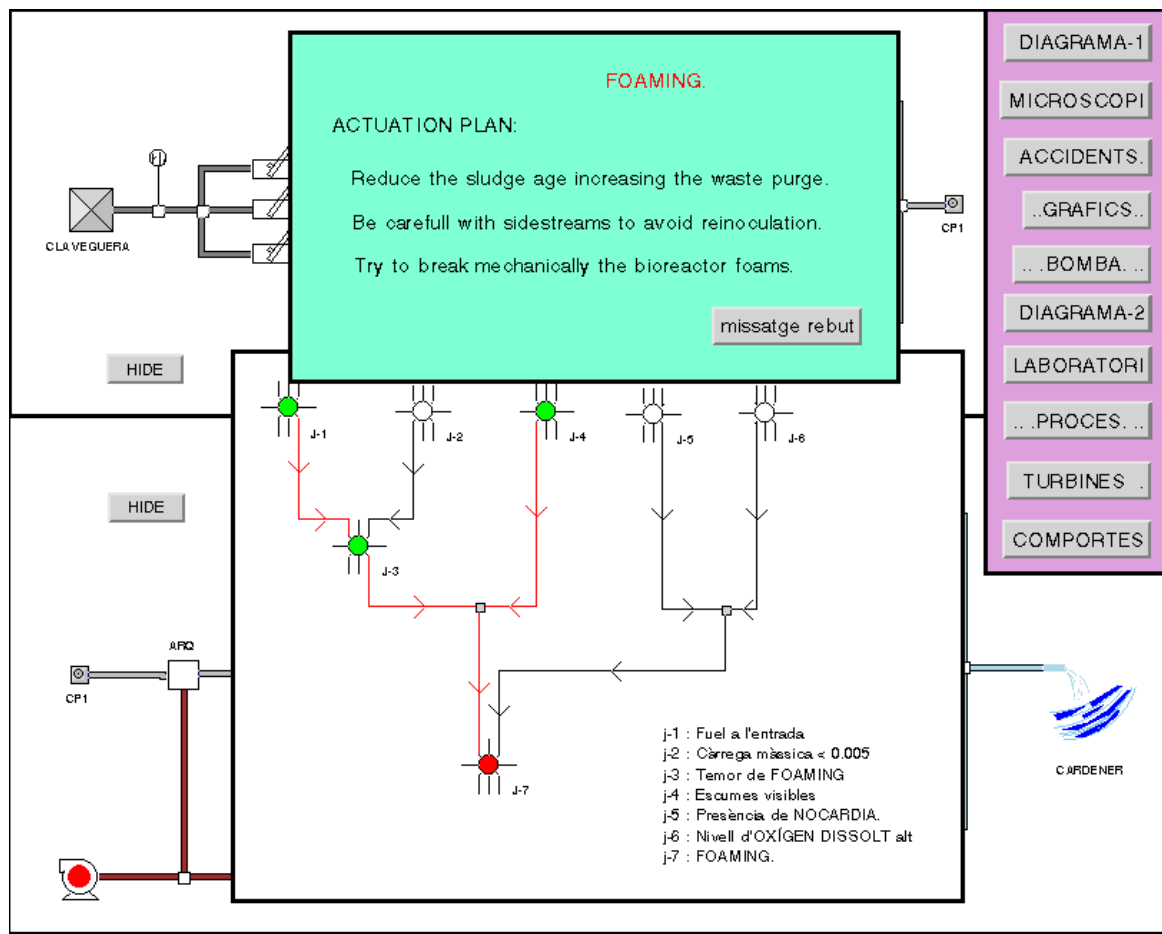 FOAMING.
ACTUATION PLAN:
Reduce the sludge age increasing the waste purge.
Be carefull with sidestreams to avoid reinoculation.
Try to break mechanically the bioreactor foams.
missatge rebut
CLAVEGUERA
CP1
HIDE
DIAGRAMA-1
MICROSCOPI
ACCIDENTS.
..GRAFICS..
.. .BOMBA. ..
DIAGRAMA-2
LABORATORI
.. .PROCES. ..
TURBINES .
COMPORTES
J-1
J-2
J-4
J-5
J-6
HIDE
J-3
ARQ
CP1
J-7
j-1 : Fuel a l'entrada
j-2 : Càrrega màssica < 0.005
j-3 : Temor de FOAMING
j-4 : Escumes visibles
j-5 : Presència de NOCARDIA.
j-6 : Nivell d'OXÍGEN DISSOLT alt
j-7 : FOAMING.
CARDENER